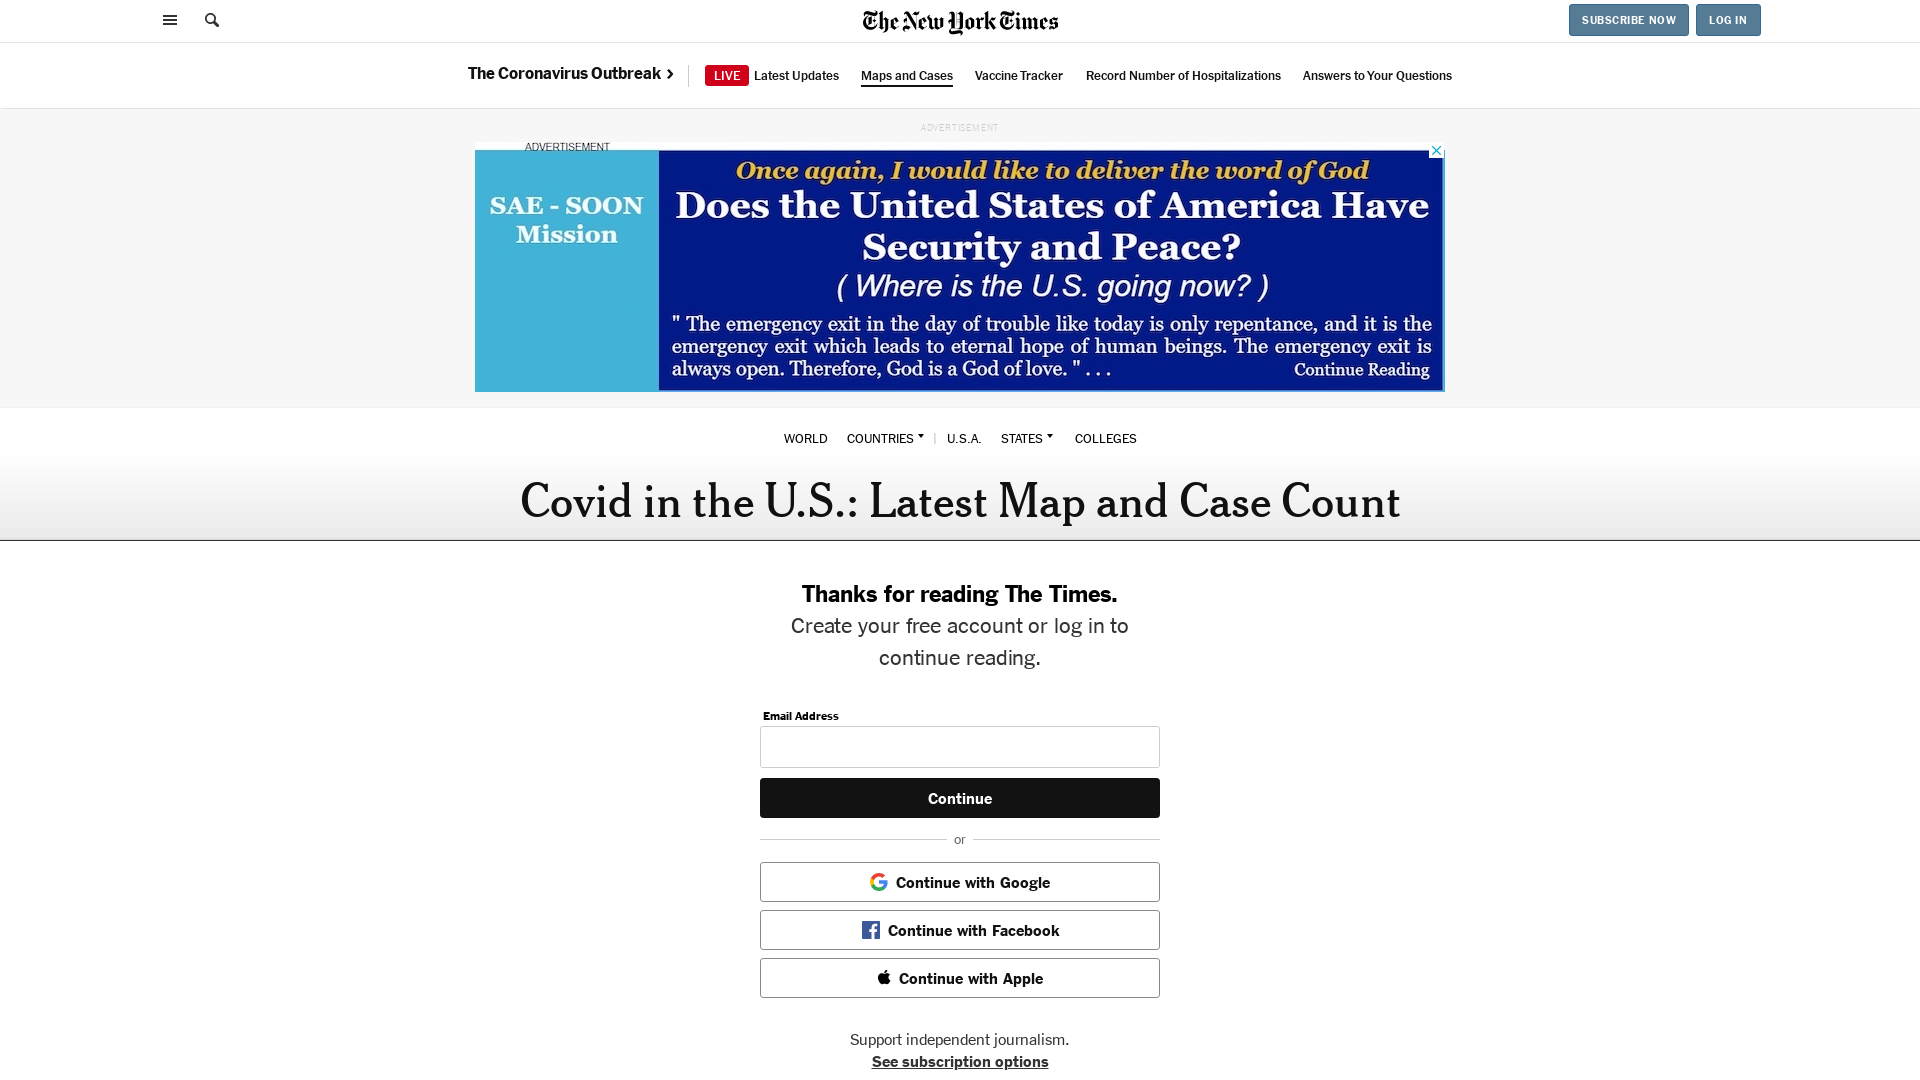 The New York Times
SUBSCRIBE NOW
LOG IN
The Coronavirus Outbreak
LIVE Latest Updates
Maps and Cases
Vaccine Tracker
Record Number of Hospitalizations
Answers to Your Questions
ADVERTISEMENT
ADVERTISEMENT
SAE - SOON
Mission
Once again, I would like to deliver the word of God
Does the United States of America Have
Security and Peace?
( Where is the U.S. going now? )
" The emergency exit in the day of trouble like today is only repentance, and it is the
emergency exit which leads to eternal hope of human beings. The emergency exit is
always open. Therefore, God is a God of love. " . . .
Continue Reading
WORLD
COUNTRIES
U.S.A.
STATES
COLLEGES
Covid in the U.S.: Latest Map and Case Count
Thanks for reading The Times.
Create your free account or log in to
continue reading.
Email Address
Continue
or
Continue with Google
Continue with Facebook
Continue with Apple
Support independent journalism.
See subscription options